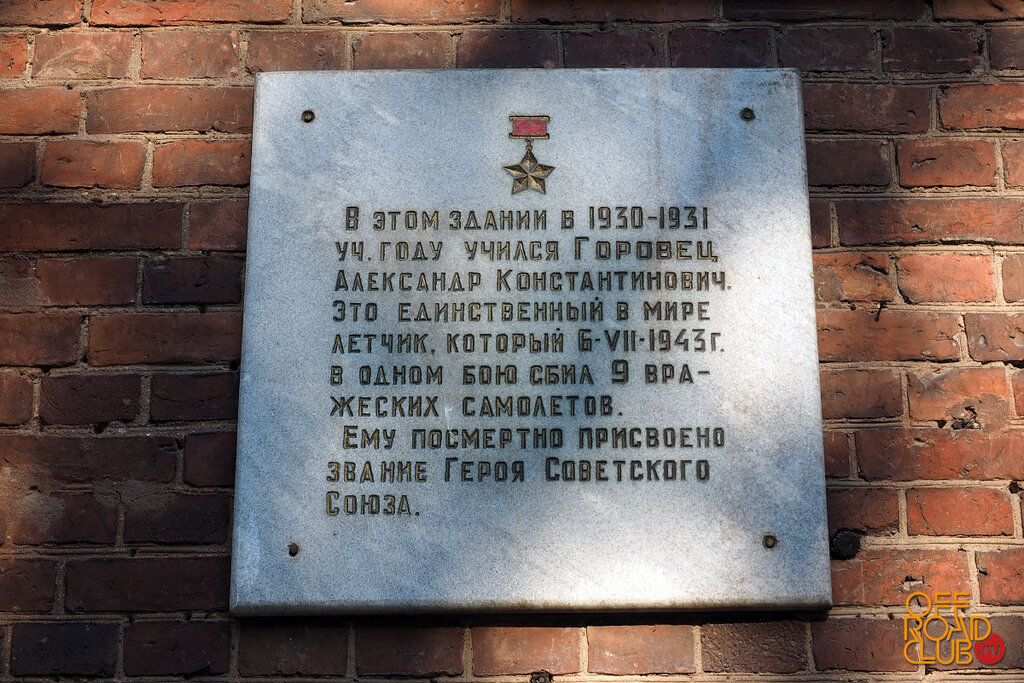 В ЭТОМ ЗДАНИИ В 1930-1931
УЧ. ГОДУ УЧИЛСЯ ГОРОВЕЦ
АЛЕКСАНДР КОНСТАНТИНОВИЧ.
ЭТО ЕДИНСТВЕННЫЙ В МИРЕ
ЛЕТЧИК, КОТОРЫЙ 6-VII-1943г.
В ОДНОМ БОЮ СБИЛ 9 ВРА-
ЖЕСКИХ САМОЛЕТОВ.
ЕМУ ПОСМЕРТНО ПРИСВОЕНО
ЗВАНИЕ ГЕРОЯ СОВЕТСКОГО
СОЮЗА.
OFF
ROAD
CLUB.ru